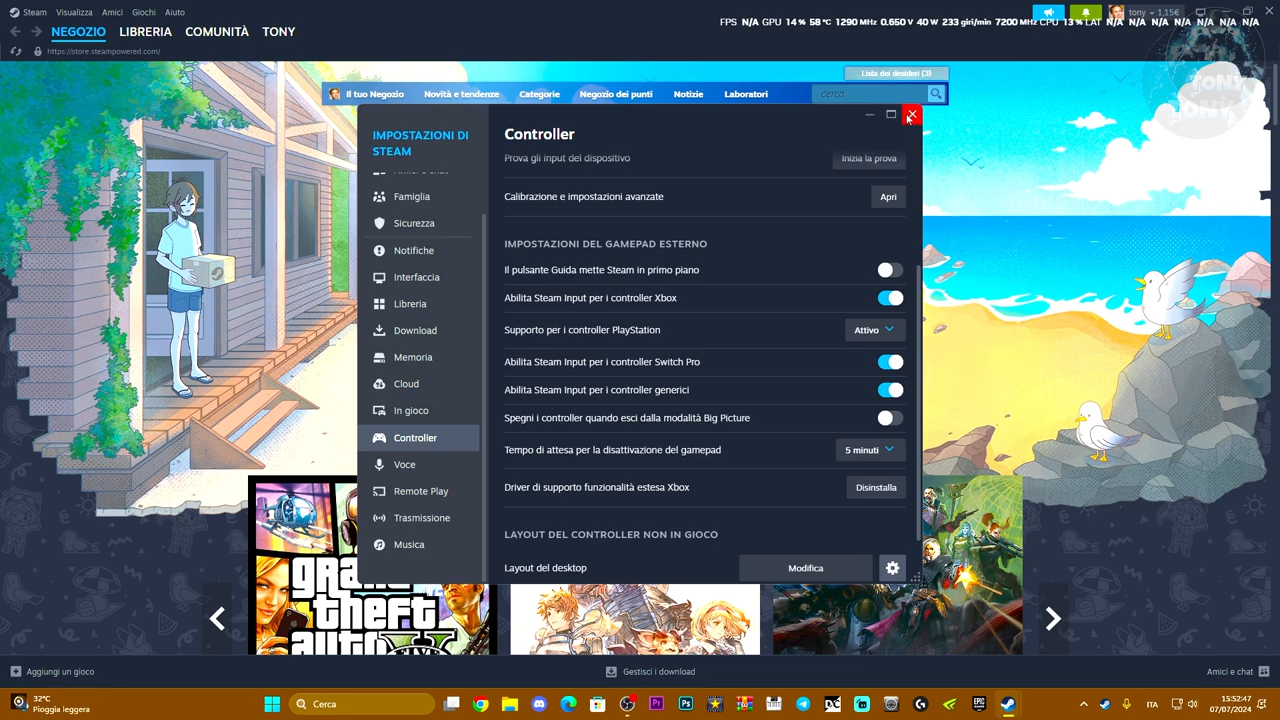 Steam Visualizza Amici Giochi Aiuto
tony 1,15€
FPS N/A GPU 14 % 58 °C 1290 MHz 0.650 V 40 W 233 giri/min 7200 MHz CPU 13 % LAT N/A N/A N/A N/A N/A N/A N/A
NEGOZIO LIBRERIA COMUNITÀ TONY
https://store.steampowered.com/
Lista dei desideri (3)
Il tuo Negozio Novità e tendenze Categorie Negozio dei punti Notizie Laboratori cerca
TONY
TONY
IMPOSTAZIONI DI
STEAM
Famiglia
Sicurezza
Notifiche
Interfaccia
Libreria
Download
Memoria
Cloud
In gioco
Controller
Voce
Remote Play
Trasmissione
Musica
Controller
Prova gli input del dispositivo Inizia la prova
Calibrazione e impostazioni avanzate Apri
IMPOSTAZIONI DEL GAMEPAD ESTERNO
Il pulsante Guida mette Steam in primo piano
Abilita Steam Input per i controller Xbox
Supporto per i controller PlayStation Attivo
Abilita Steam Input per i controller Switch Pro
Abilita Steam Input per i controller generici
Spegni i controller quando esci dalla modalità Big Picture
Tempo di attesa per la disattivazione del gamepad 5 minuti
Driver di supporto funzionalità estesa Xbox Disinstalla
LAYOUT DEL CONTROLLER NON IN GIOCO
Layout del desktop Modifica
grand
theft
auto
V
Aggiungi un gioco Gestisci i download Amici e chat
32°C
Pioggia leggera
Cerca
Pr Ps
EPIC
ITA
15:52:47
07/07/2024